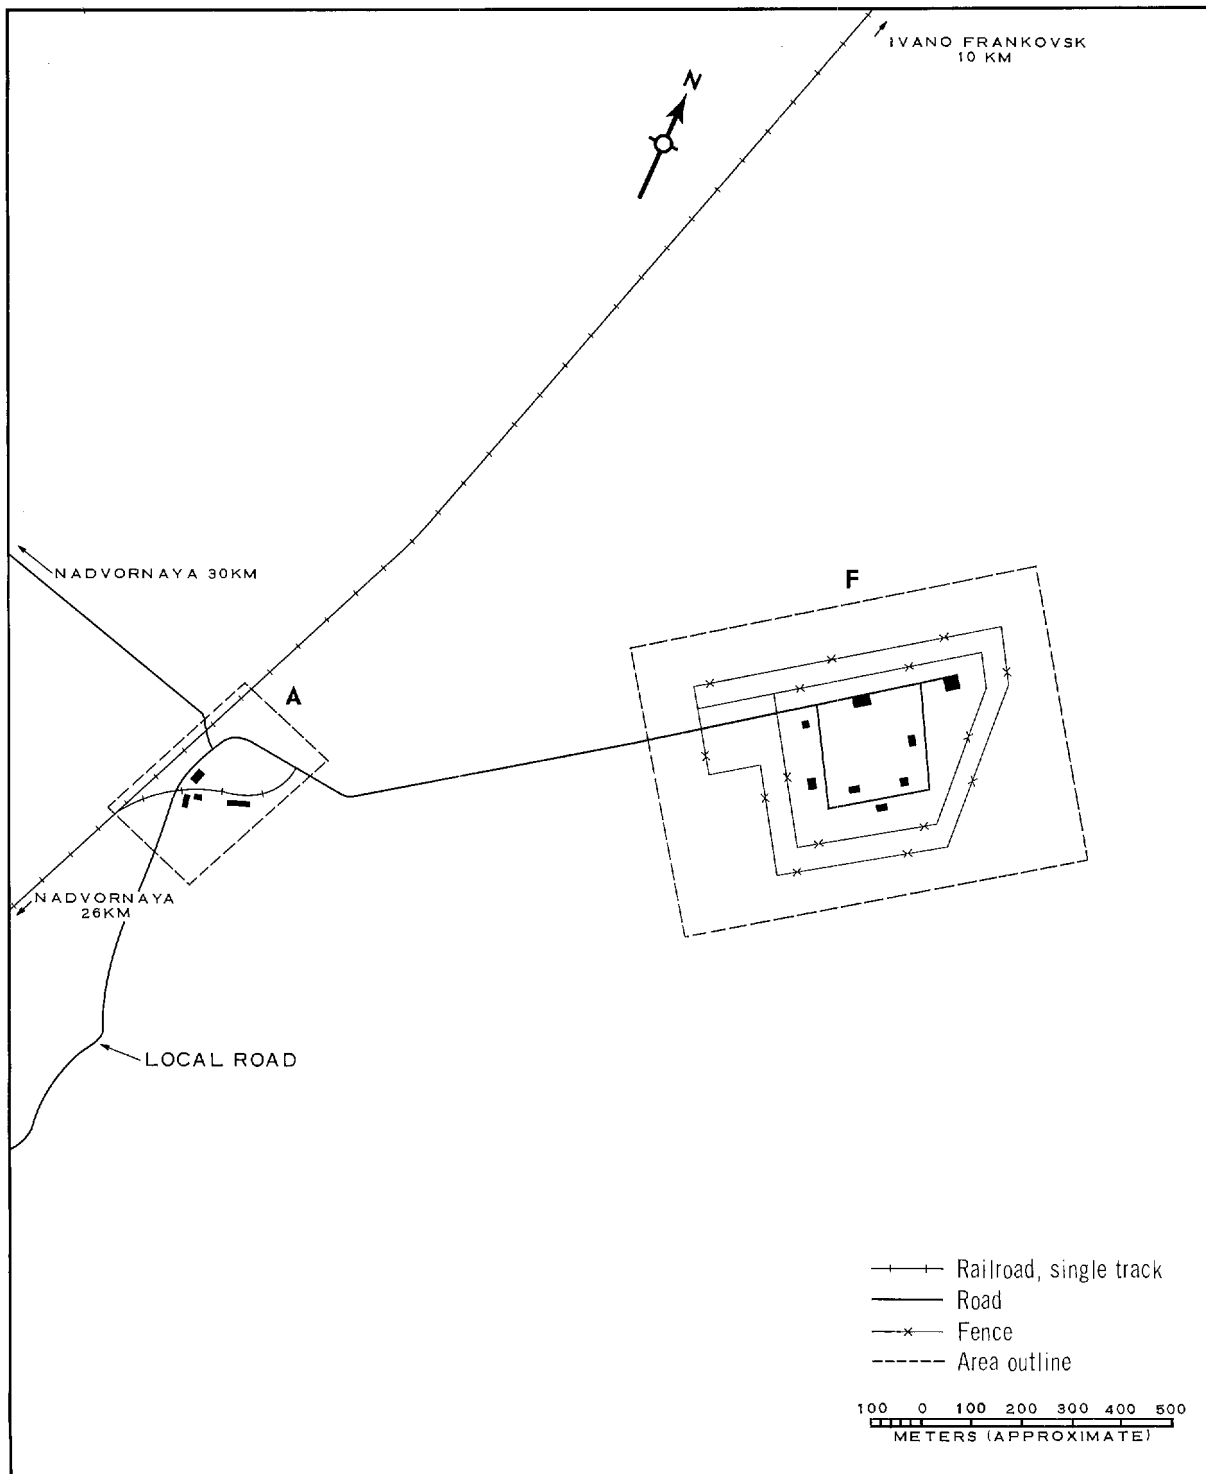 IVANO FRANKOVSK
10 KM
N
NADVORNAYA 30KM
F
A
NADVORNAYA
26KM
LOCAL ROAD
Railroad, single track
Road
Fence
Area outline
100 0 100 200 300 400 500
METERS (APPROXIMATE)